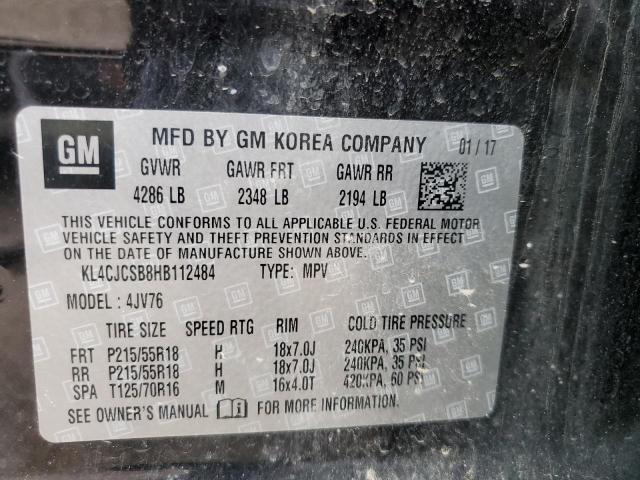 GM MFD BY GM KOREA COMPANY 01/17
GVWR GAWR FRT GAWR RR
4286 LB 2348 LB 2194 LB
THIS VEHICLE CONFORMS TO ALL APPLICABLE U.S. FEDERAL MOTOR
VEHICLE SAFETY AND THEFT PREVENTION STANDARDS IN EFFECT
ON THE DATE OF MANUFACTURE SHOWN ABOVE.
KL4CJCSB8HB112484 TYPE: MPV
MODEL : 4JV76
TIRE SIZE SPEED RTG RIM COLD TIRE PRESSURE
FRT P215/55R18 H 18x7.0J 240KPA, 35 PSI
RR P215/55R18 H 18x7.0J 240KPA, 35 PSI
SPA T125/70R16 M 16x4.0T 420KPA, 60 PSI
SEE OWNER'S MANUAL FOR MORE INFORMATION.